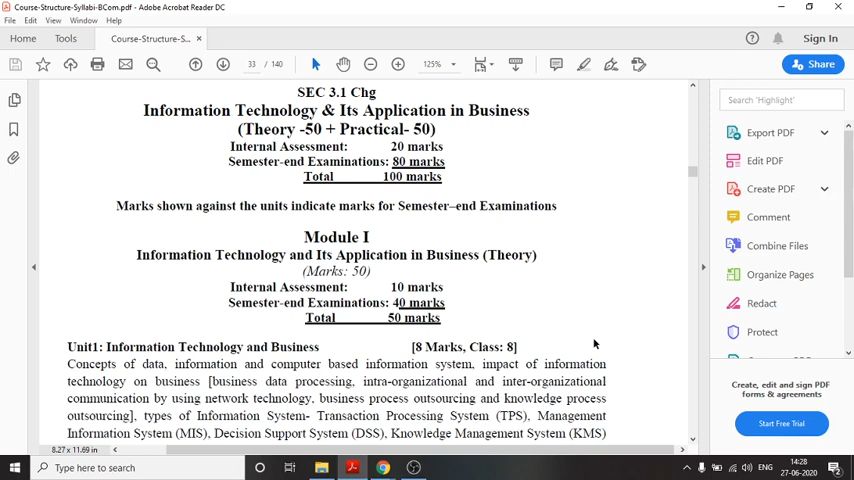 Course-Structure-Syllabi-BCom.pdf - Adobe Acrobat Reader DC
File Edit View Window Help
Home Tools Course-Structure-S... × Sign In
33 / 140 125% Share
SEC 3.1 Chg
Information Technology & Its Application in Business
(Theory -50 + Practical- 50)
Internal Assessment: 20 marks
Semester-end Examinations: 80 marks
Total 100 marks
Marks shown against the units indicate marks for Semester–end Examinations
Module I
Information Technology and Its Application in Business (Theory)
(Marks: 50)
Internal Assessment: 10 marks
Semester-end Examinations: 40 marks
Total 50 marks
Unit1: Information Technology and Business [8 Marks, Class: 8]
Concepts of data, information and computer based information system, impact of information
technology on business [business data processing, intra-organizational and inter-organizational
communication by using network technology, business process outsourcing and knowledge process
outsourcing], types of Information System- Transaction Processing System (TPS), Management
Information System (MIS), Decision Support System (DSS), Knowledge Management System (KMS)
8.27 x 11.69 in
Search 'Highlight'
Export PDF
Edit PDF
Create PDF
Comment
Combine Files
Organize Pages
Redact
Protect
Create, edit and sign PDF
forms & agreements
Start Free Trial
Type here to search
ENG
14:28
27-06-2020
2